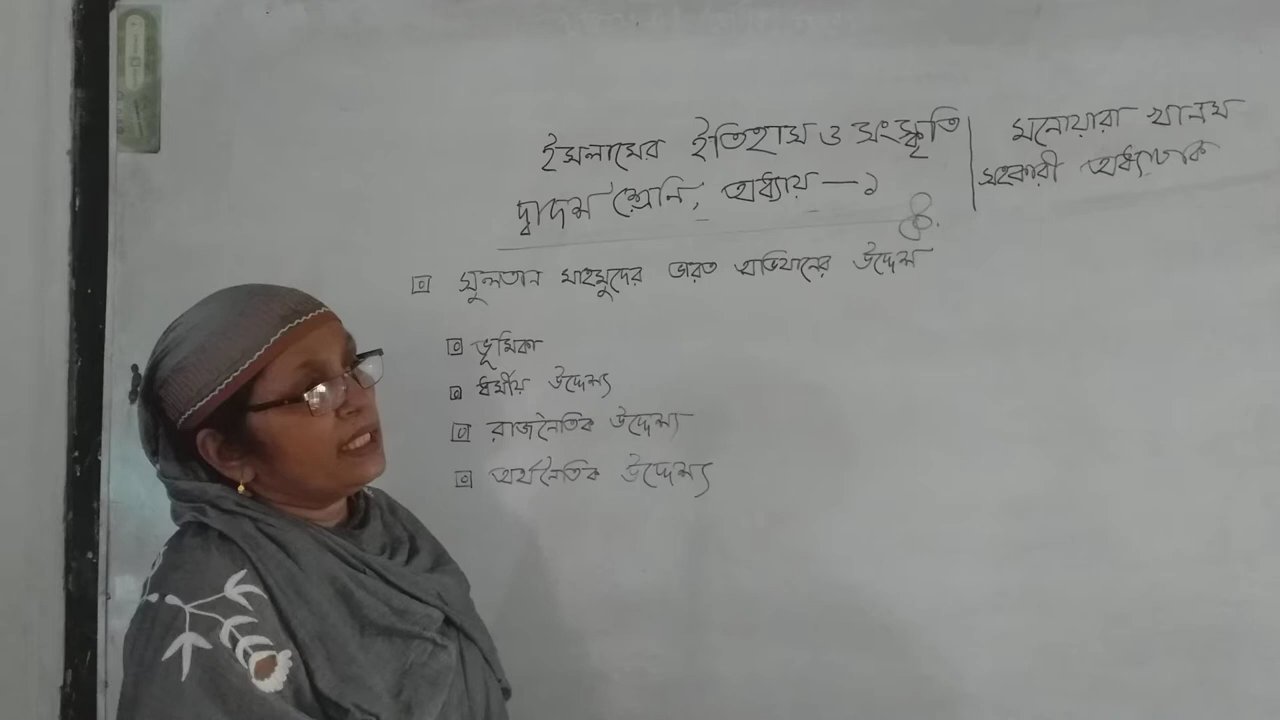 ইসলামের ইতিহাস ও সংস্কৃতি
দ্বাদশ শ্রেনি, অধ্যায় – ১
মনোয়ারা খানম
সহকারী অধ্যাপক
সুলতান মাহমুদের ভারত অভিযানের উদ্দেশ্য
ভূমিকা
ধর্মীয় উদ্দেশ্য
রাজনৈতিক উদ্দেশ্য
অর্থনৈতিক উদ্দেশ্য